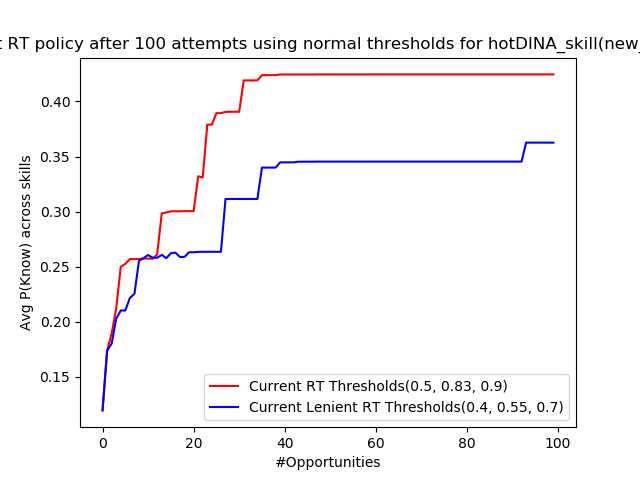 RT policy after 100 attempts using normal thresholds for hotDINA_skill(new_
0.40
0.35
0.30
0.25
0.20
0.15
Avg P(Know) across skills
Current RT Thresholds(0.5, 0.83, 0.9)
Current Lenient RT Thresholds(0.4, 0.55, 0.7)
0 20 40 60 80 100
#Opportunities